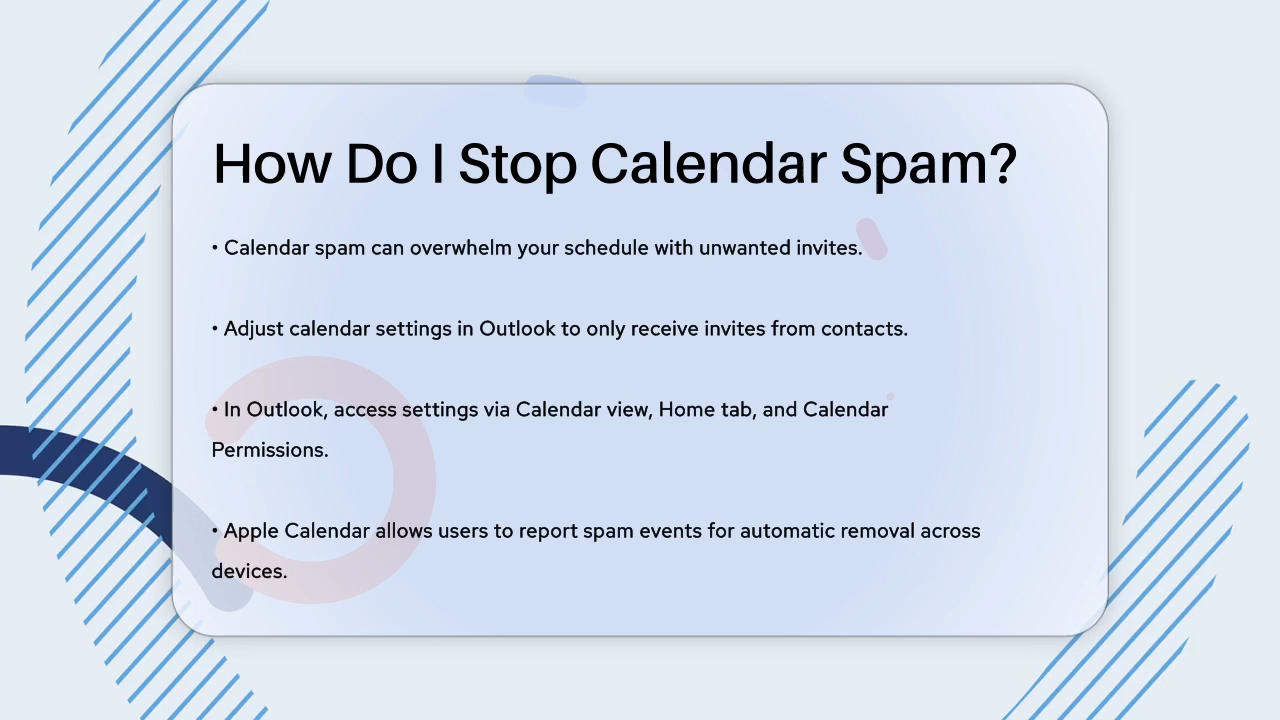 How Do I Stop Calendar Spam?
• Calendar spam can overwhelm your schedule with unwanted invites.
• Adjust calendar settings in Outlook to only receive invites from contacts.
• In Outlook, access settings via Calendar view, Home tab, and Calendar
Permissions.
• Apple Calendar allows users to report spam events for automatic removal across
devices.